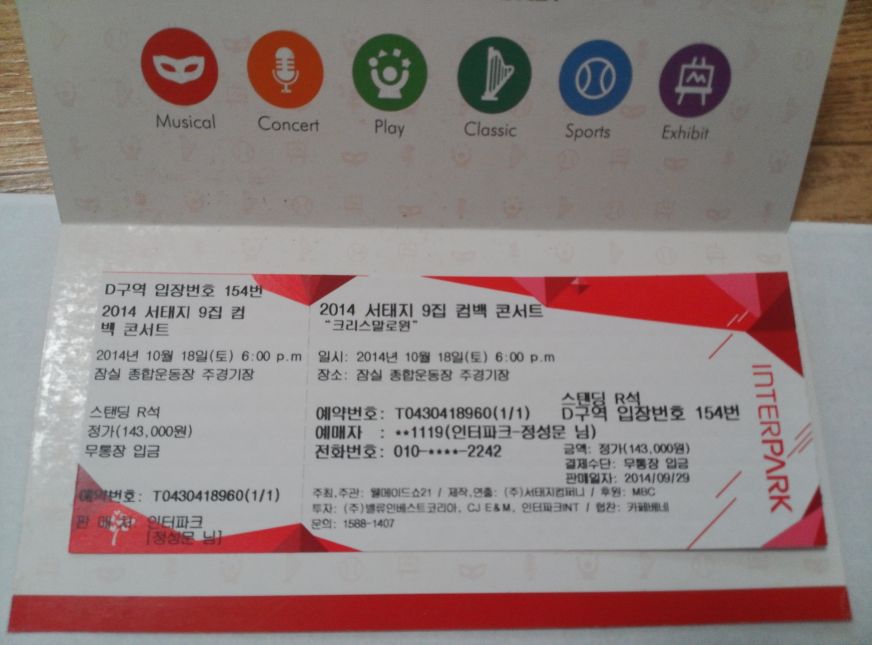 Musical
Concert
Play
Classic
Sports
Exhibit
D구역 입장번호 154번
2014 서태지 9집 컴
백 콘서트
2014년 10월 18일(토) 6:00 p.m
잠실 종합운동장 주경기장
스탠딩 R석
정가(143,000원)
무통장 입금
예약번호: T0430418960(1/1)
판 매 처 인터파크
[정성문 님]
2014 서태지 9집 컴백 콘서트
"크리스말로윈"
일시: 2014년 10월 18일(토) 6:00 p.m
장소: 잠실 종합운동장 주경기장
스탠딩 R석
예약번호: T0430418960(1/1) D구역 입장번호 154번
예매자 : **1119(인터파크-정성문 님)
전화번호: 010-****-2242
금액: 정가(143,000원)
결제수단: 무통장 입금
판매일자: 2014/09/29
주최,주관: 웰메이드쇼21 / 제작,연출: (주)서태지컴퍼니 / 후원: MBC
투자: (주)밸류인베스트코리아, CJ E&M, 인터파크INT / 협찬: 카페베네
문의: 1588-1407
INTERPARK